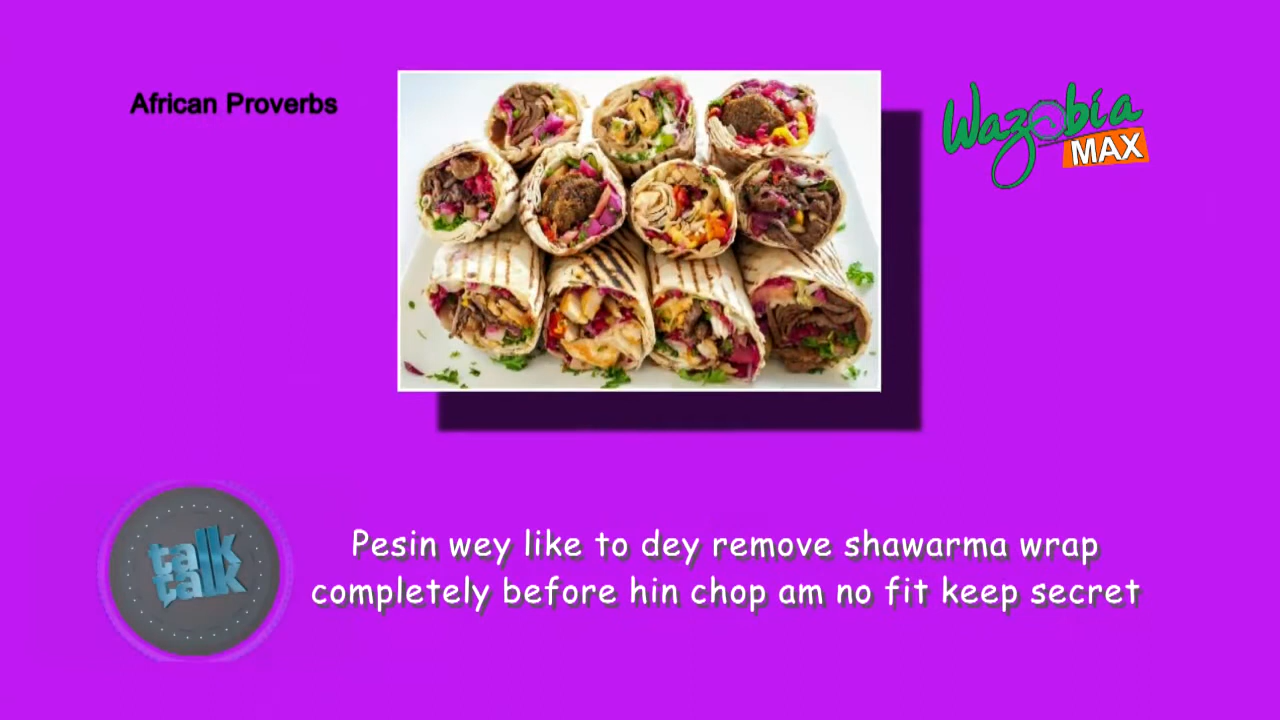 African Proverbs
Wazobia
MAX
talk
talk
Pesin wey like to dey remove shawarma wrap
completely before hin chop am no fit keep secret